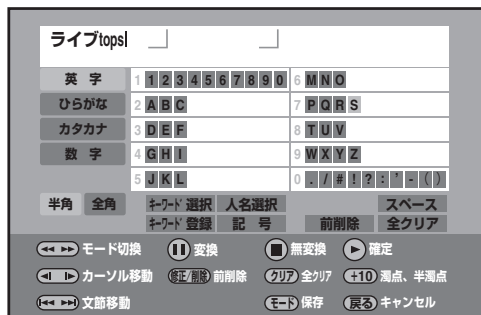 ライブtops
英 字 1 1 2 3 4 5 6 7 8 9 0 6 M N O
ひらがな 2 A B C 7 P Q R S
カタカナ 3 D E F 8 T U V
数 字 4 G H I 9 W X Y Z
5 J K L 0 . / # ! ? : ' - ( )
半角 全角 キーワード 選択 人名選択 スペース
キーワード 登録 記 号 前削除 全クリア
モード切換 変換 無変換 確定
カーソル移動 修正/削除 前削除 クリア 全クリア +10 濁点、半濁点
文節移動 モード 保存 戻る キャンセル